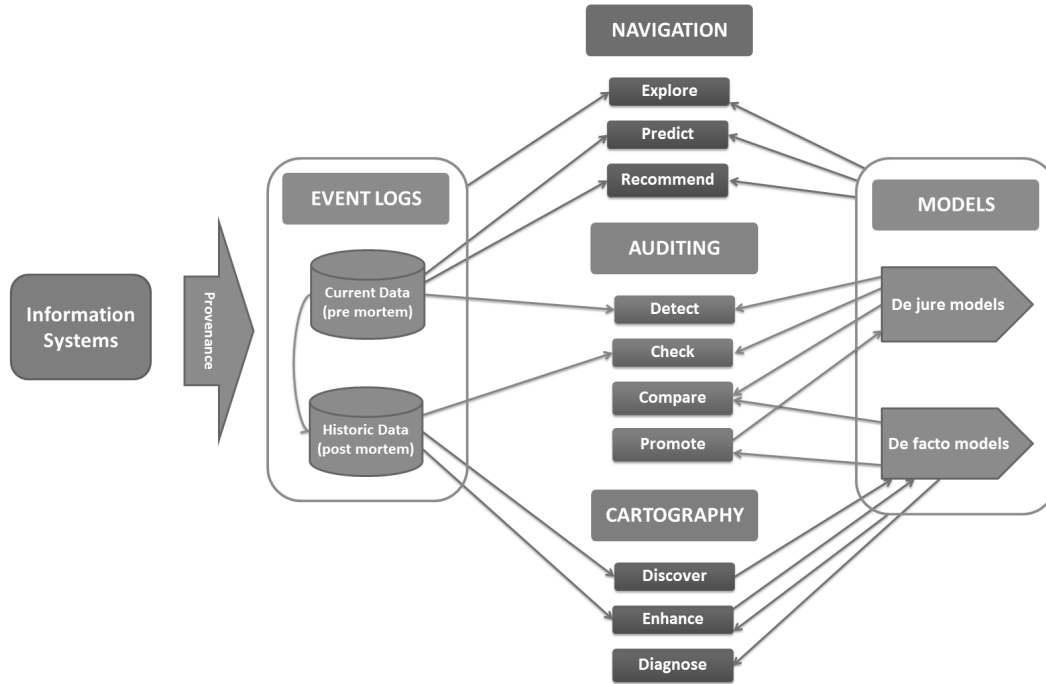 NAVIGATION
Explore
Predict
Recommend
EVENT LOGS
MODELS
AUDITING
Information
Systems
Provenance
Current Data
(pre mortem)
Detect
Check
Compare
Promote
De jure models
Historic Data
(post mortem)
De facto models
CARTOGRAPHY
Discover
Enhance
Diagnose